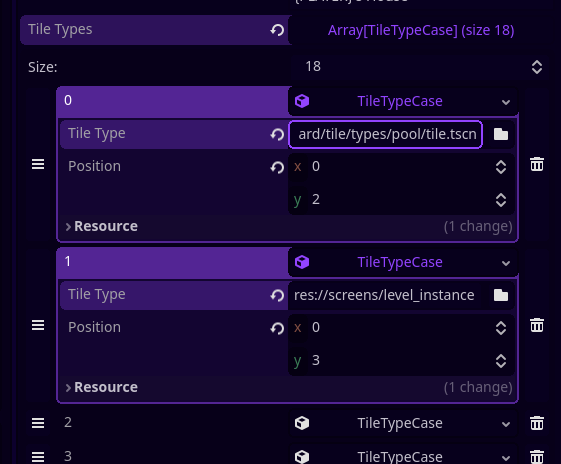 Tile Types
Array[TileTypeCase] (size 18)
Size:
18
0
TileTypeCase
Tile Type
ard/tile/types/pool/tile.tscn
Position
x 0
y 2
Resource
(1 change)
1
TileTypeCase
Tile Type
res://screens/level_instance
Position
x 0
y 3
Resource
(1 change)
2
TileTypeCase
3
TileTypeCase